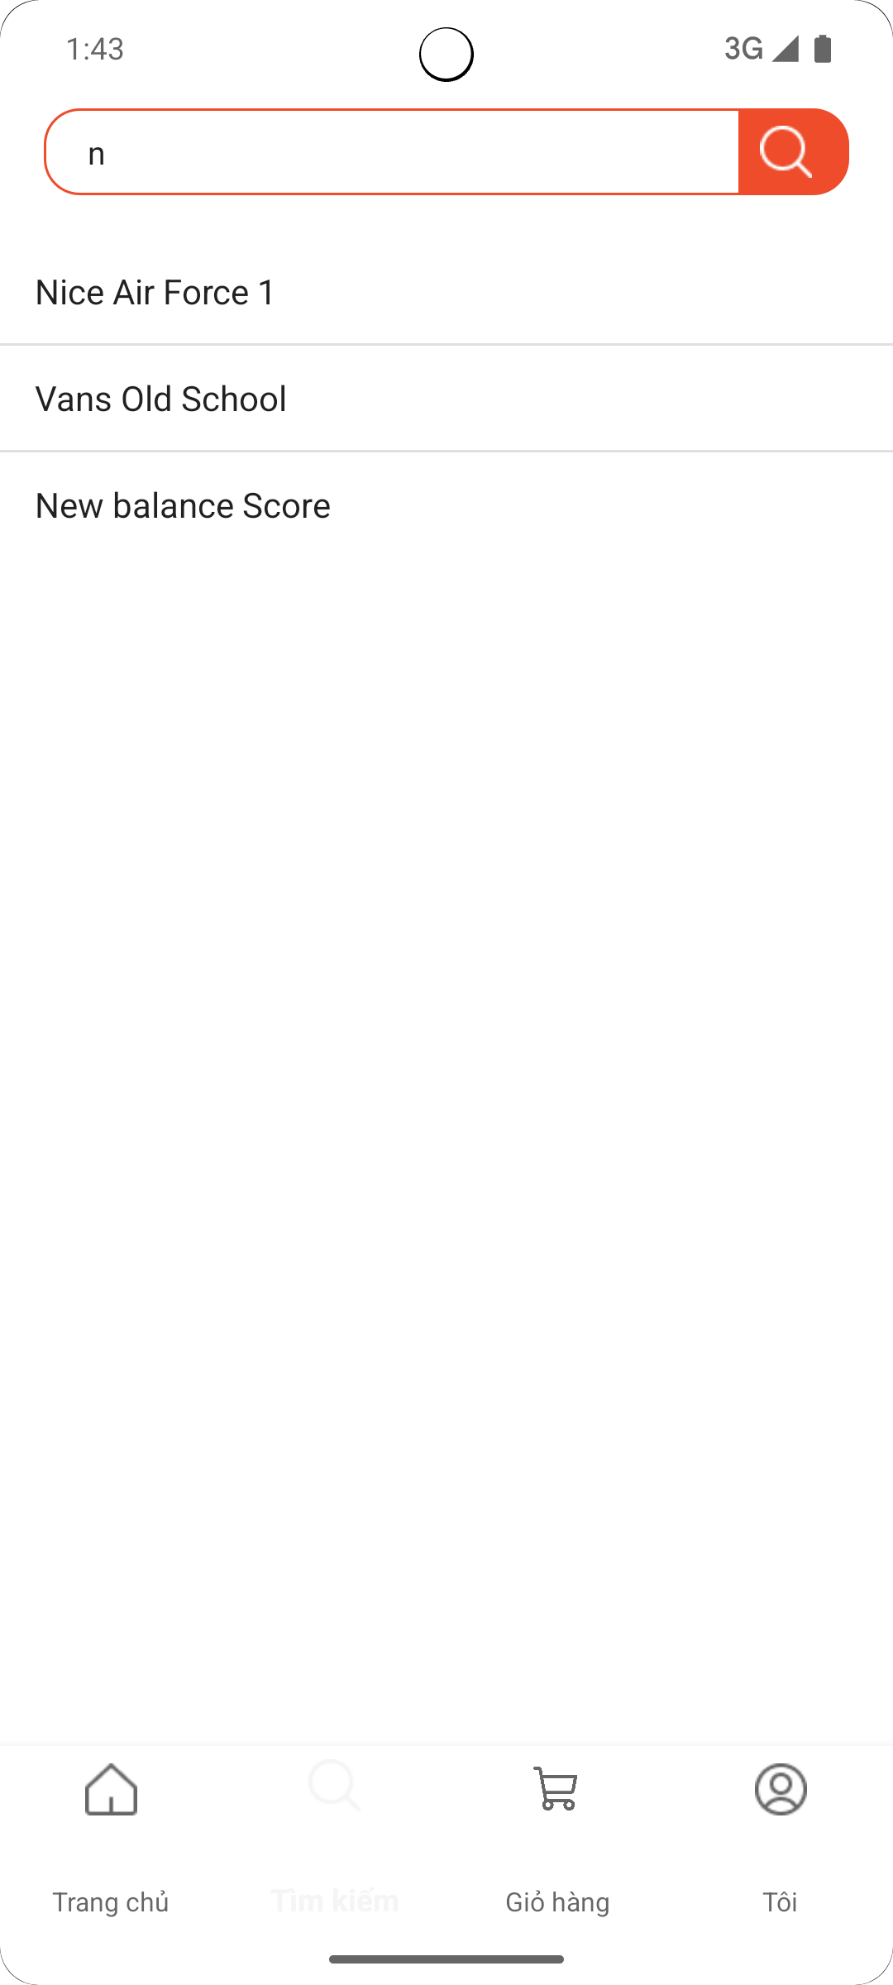 1:43
3G
n
Nice Air Force 1
Vans Old School
New balance Score
Trang chủ
Tìm kiếm
Giỏ hàng
Tôi